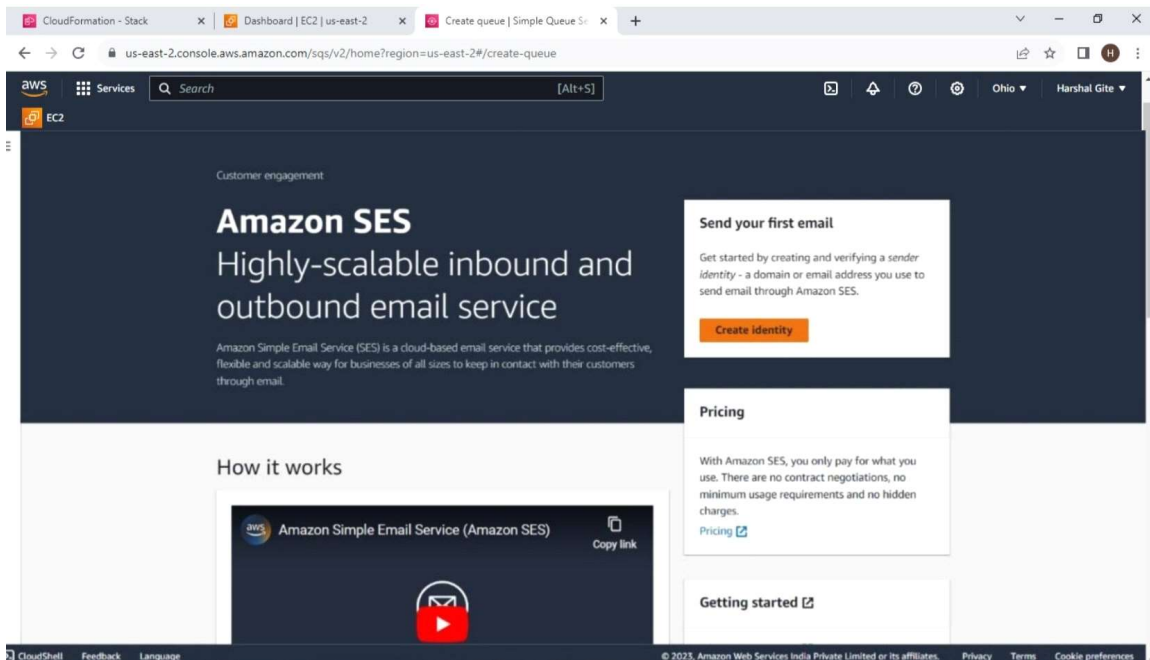 CloudFormation - Stack
Dashboard | EC2 | us-east-2
Create queue | Simple Queue Se
us-east-2.console.aws.amazon.com/sqs/v2/home?region=us-east-2#/create-queue
H
aws
Services
Search
[Alt+S]
Ohio
Harshal Gite
EC2
Customer engagement
Amazon SES
Highly-scalable inbound and
outbound email service
Amazon Simple Email Service (SES) is a cloud-based email service that provides cost-effective,
flexible and scalable way for businesses of all sizes to keep in contact with their customers
through email.
Send your first email
Get started by creating and verifying a sender
identity - a domain or email address you use to
send email through Amazon SES.
Create identity
Pricing
With Amazon SES, you only pay for what you
use. There are no contract negotiations, no
minimum usage requirements and no hidden
charges.
Pricing
How it works
aws
Amazon Simple Email Service (Amazon SES)
Copy link
Getting started
CloudShell Feedback Language
© 2023, Amazon Web Services India Private Limited or its affiliates. Privacy Terms Cookie preferences